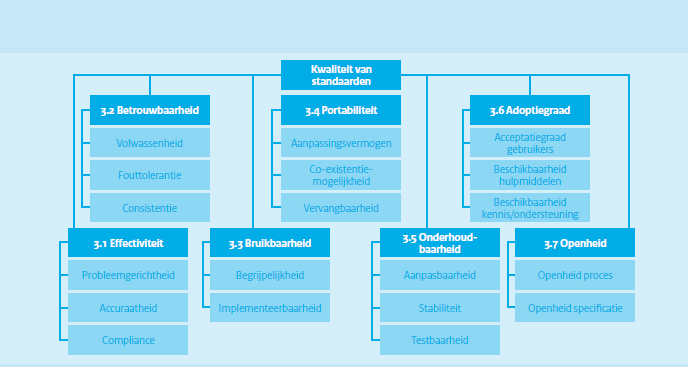 Kwaliteit van
standaarden
3.2 Betrouwbaarheid
Volwassenheid
Fouttolerantie
Consistentie
3.4 Portabiliteit
Aanpassingsvermogen
Co-existentie-
mogelijkheid
Vervangbaarheid
3.6 Adoptiegraad
Acceptatiegraad
gebruikers
Beschikbaarheid
hulpmiddelen
Beschikbaarheid
kennis/ondersteuning
3.1 Effectiviteit
Probleemgerichtheid
Accuraatheid
Compliance
3.3 Bruikbaarheid
Begrijpelijkheid
Implementeerbaarheid
3.5 Onderhoud-
baarheid
Aanpasbaarheid
Stabiliteit
Testbaarheid
3.7 Openheid
Openheid proces
Openheid specificatie